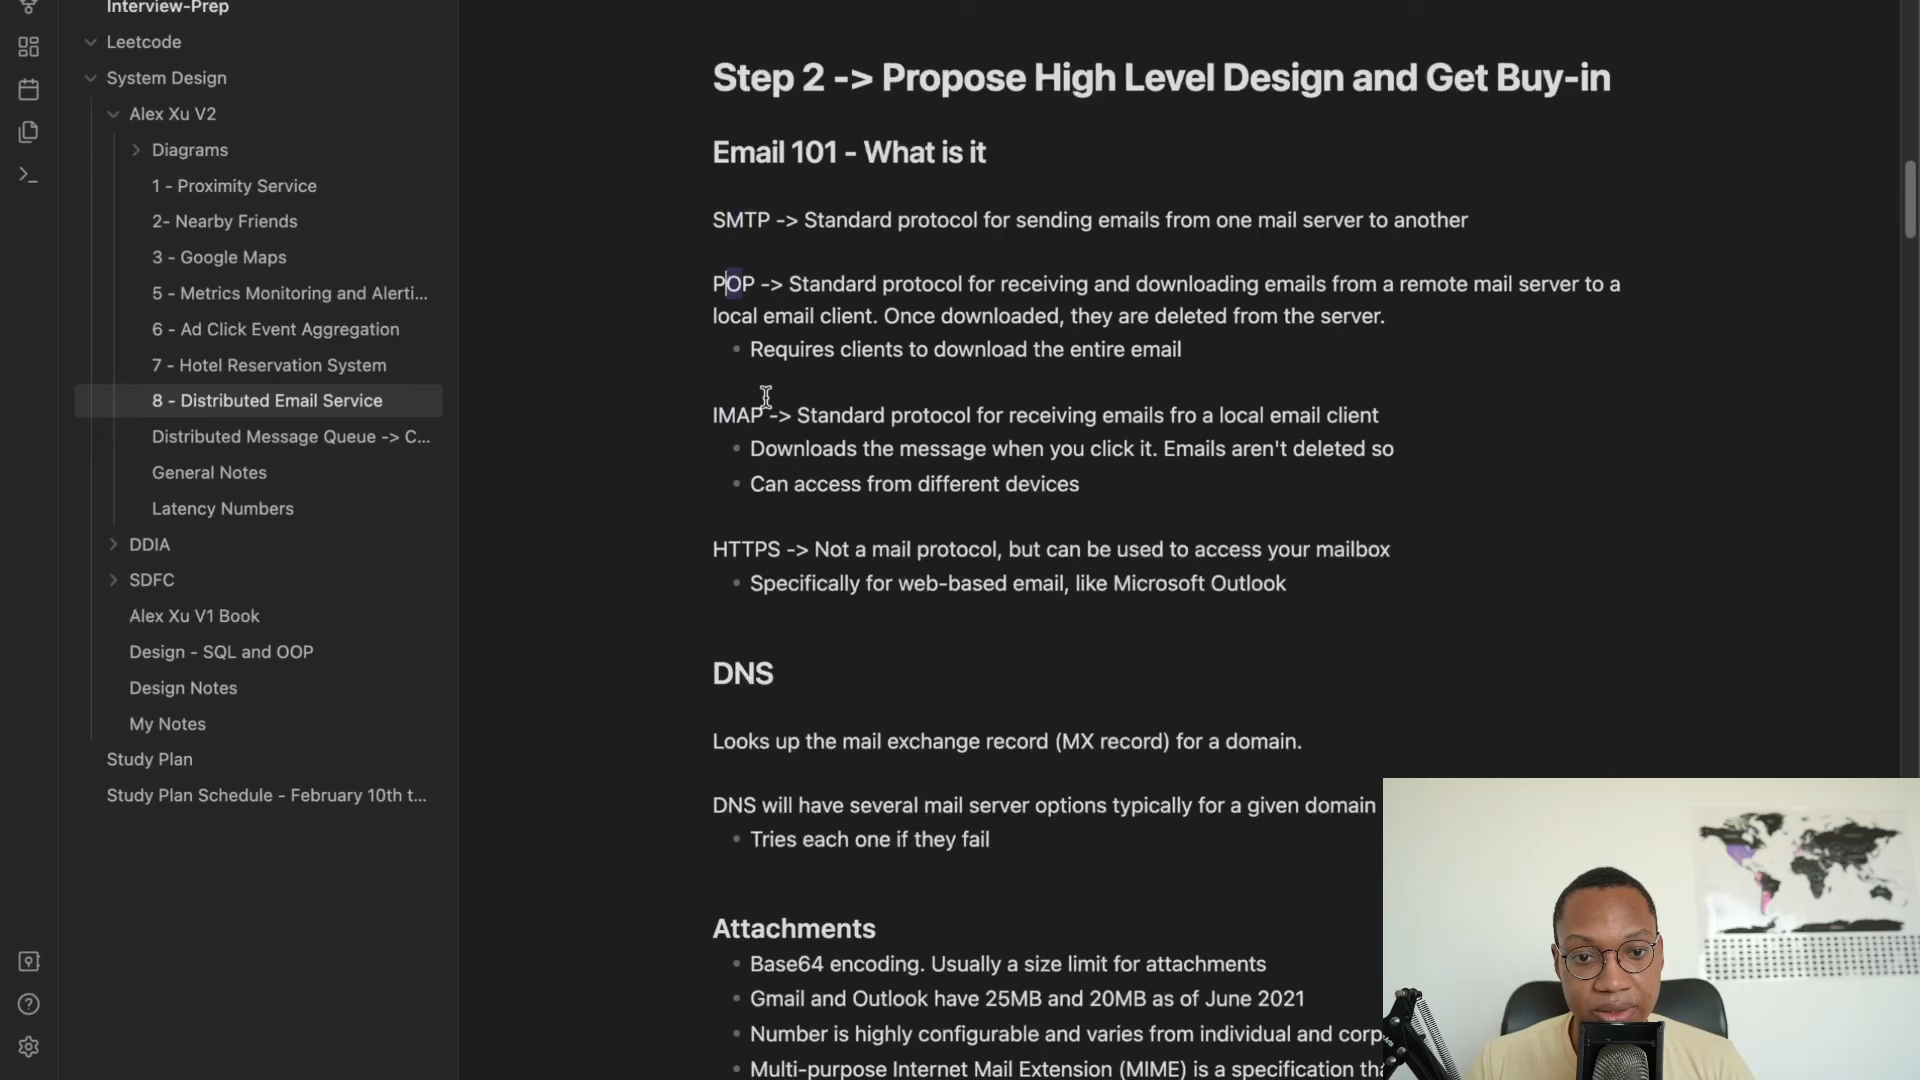 Interview-Prep
Leetcode
System Design
Alex Xu V2
Diagrams
1 - Proximity Service
2- Nearby Friends
3 - Google Maps
5 - Metrics Monitoring and Alerti...
6 - Ad Click Event Aggregation
7 - Hotel Reservation System
8 - Distributed Email Service
Distributed Message Queue -> C...
General Notes
Latency Numbers
DDIA
SDFC
Alex Xu V1 Book
Design - SQL and OOP
Design Notes
My Notes
Study Plan
Study Plan Schedule - February 10th t...
Step 2 -> Propose High Level Design and Get Buy-in
Email 101 - What is it
SMTP -> Standard protocol for sending emails from one mail server to another
POP -> Standard protocol for receiving and downloading emails from a remote mail server to a
local email client. Once downloaded, they are deleted from the server.
• Requires clients to download the entire email
IMAP -> Standard protocol for receiving emails fro a local email client
• Downloads the message when you click it. Emails aren't deleted so
• Can access from different devices
HTTPS -> Not a mail protocol, but can be used to access your mailbox
• Specifically for web-based email, like Microsoft Outlook
DNS
Looks up the mail exchange record (MX record) for a domain.
DNS will have several mail server options typically for a given domain
• Tries each one if they fail
Attachments
• Base64 encoding. Usually a size limit for attachments
• Gmail and Outlook have 25MB and 20MB as of June 2021
• Number is highly configurable and varies from individual and corp
• Multi-purpose Internet Mail Extension (MIME) is a specification